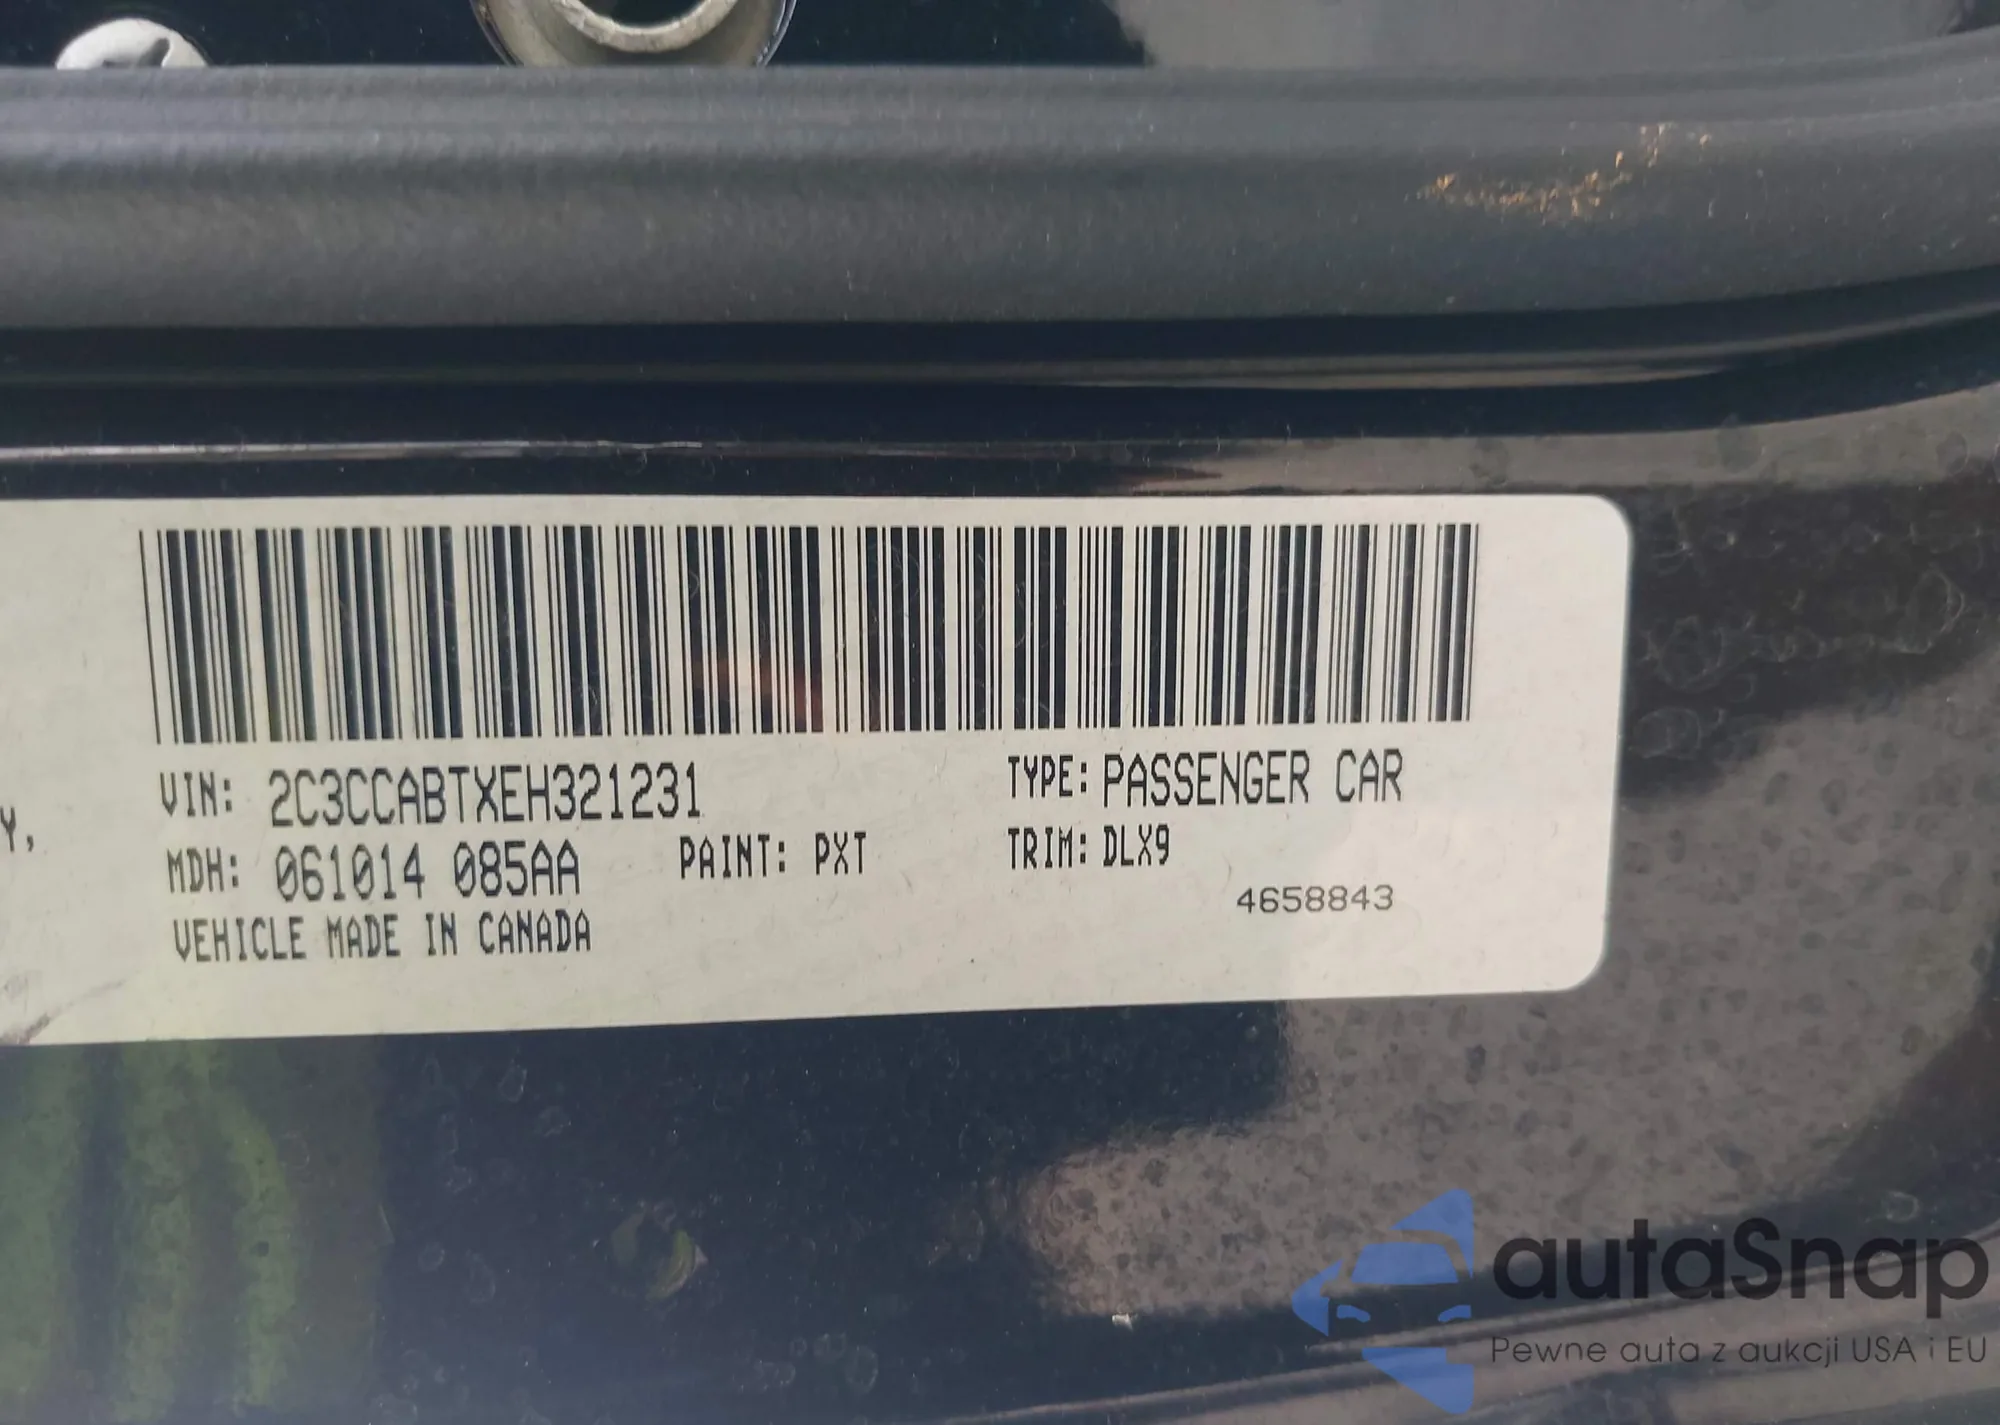 VIN: 2C3CCABTXEH321231
TYPE: PASSENGER CAR
Y,
MDH: 061014 085AA
PAINT: PXT
TRIM: DLX9
4658843
VEHICLE MADE IN CANADA
autaSnap
Pewne auta z aukcji USA i EU